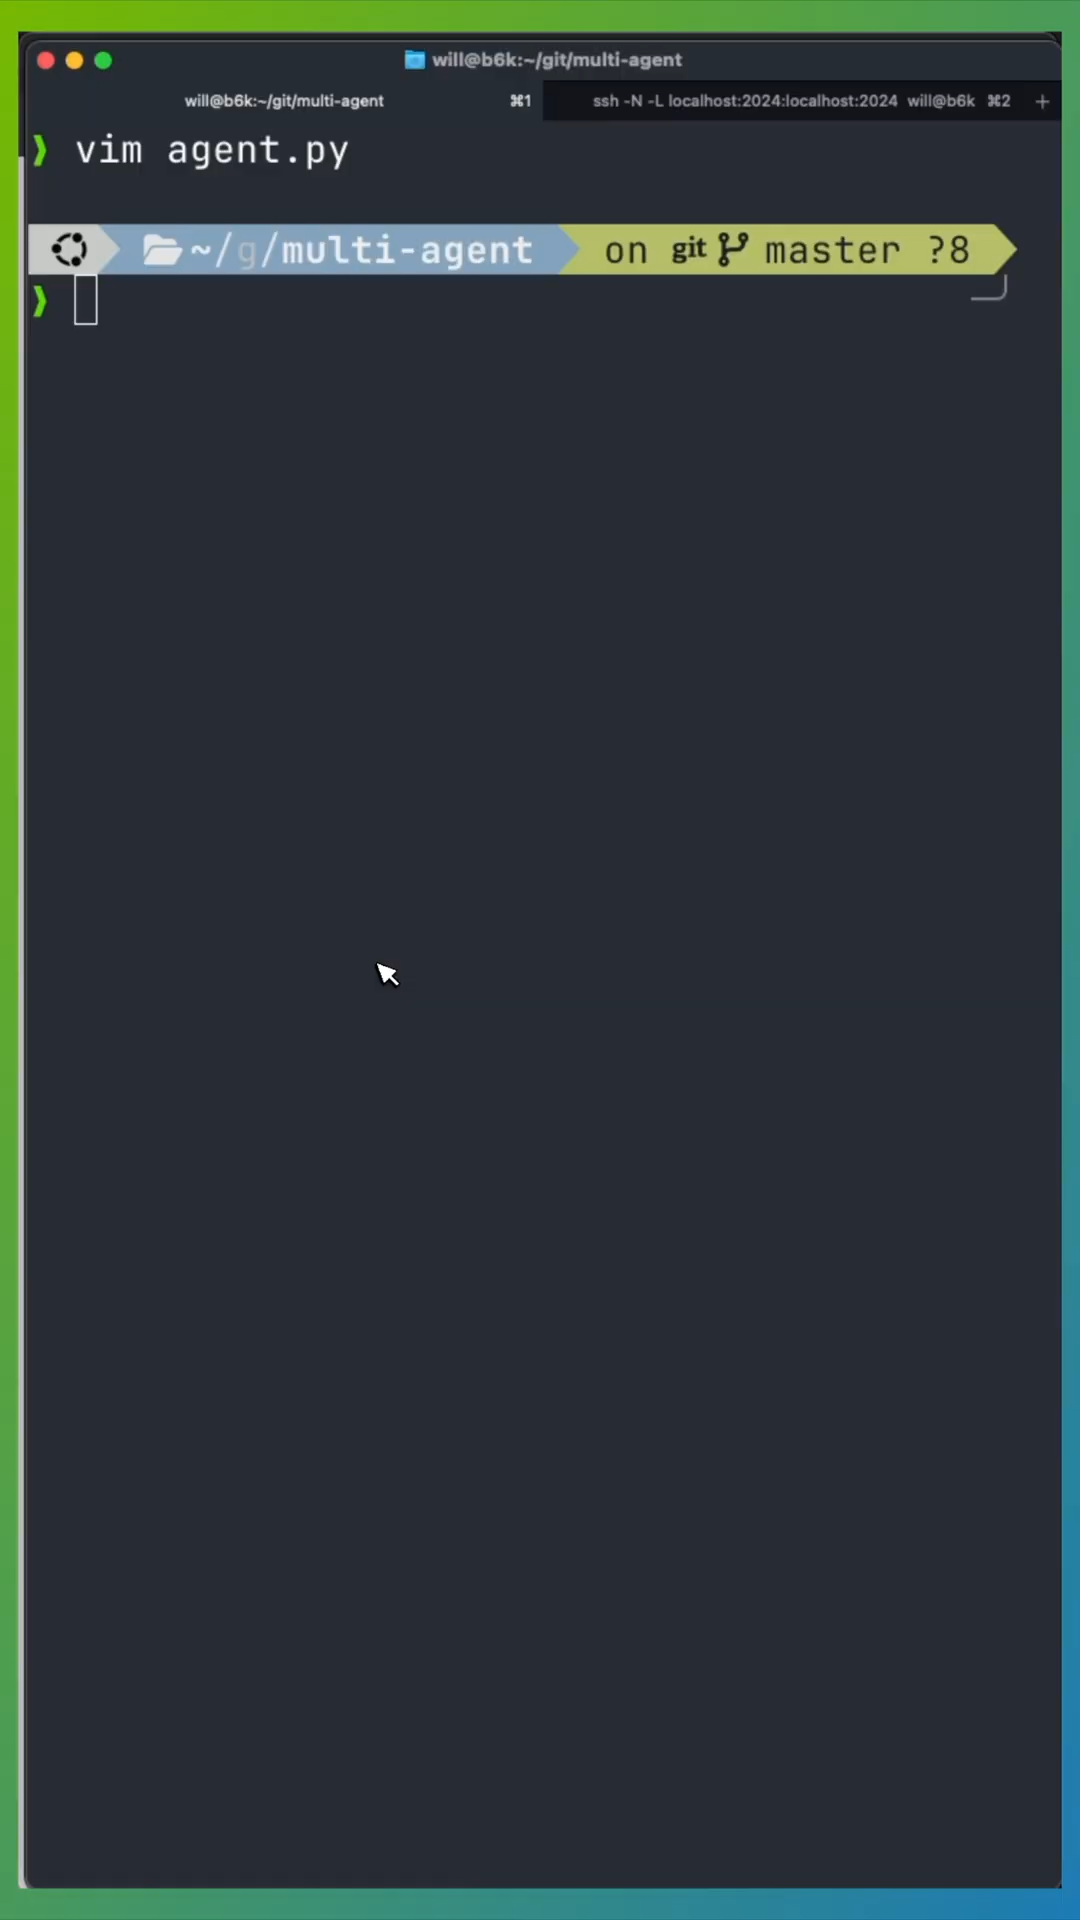 will@b6k:~/git/multi-agent
will@b6k:~/git/multi-agent ⌘1
ssh -N -L localhost:2024:localhost:2024 will@b6k ⌘2 +
❯ vim agent.py
~/g/multi-agent on git master ?8
❯